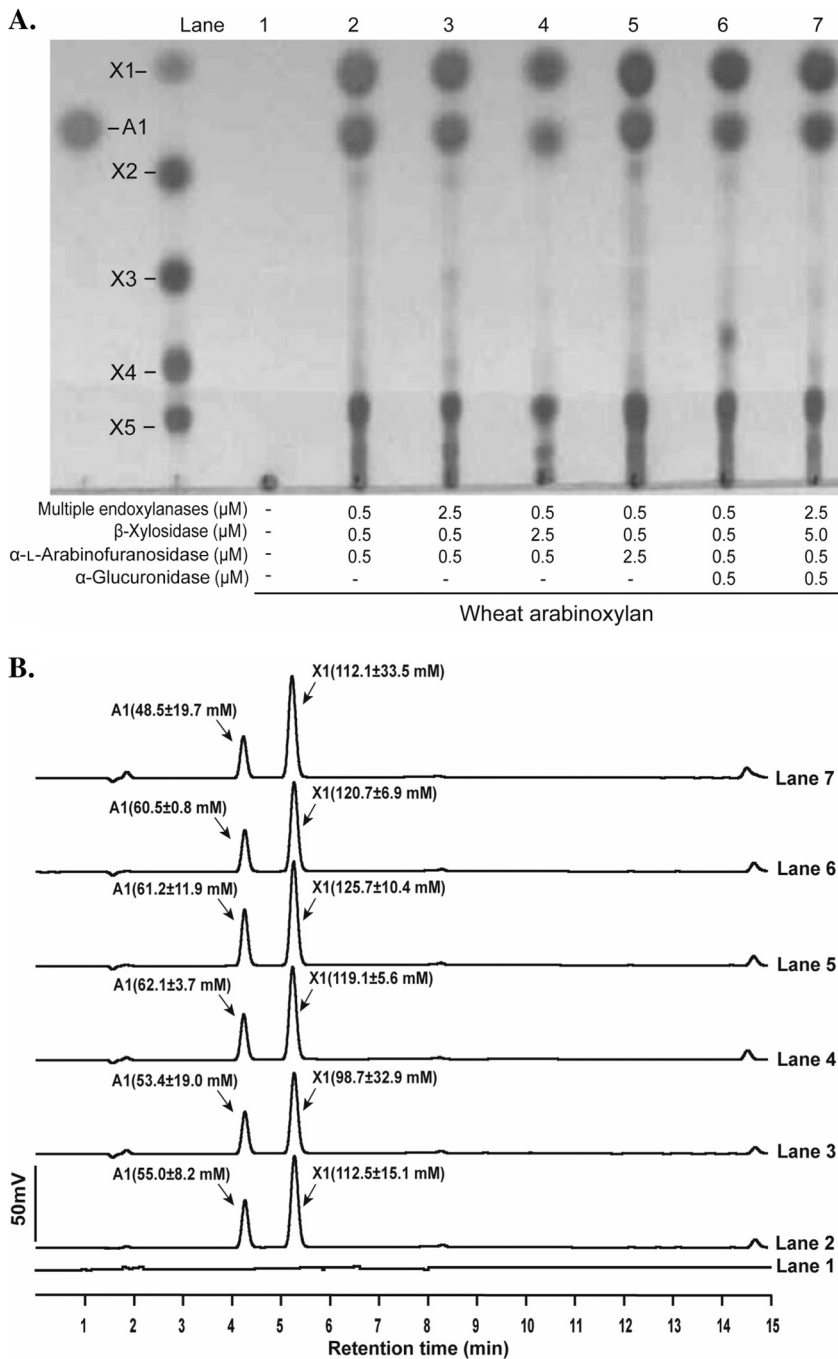 A.
Lane 1 2 3 4 5 6 7
X1–
–A1
X2 –
X3 –
X4 –
X5 –
Multiple endoxylanases (μM) - 0.5 2.5 0.5 0.5 0.5 2.5
β-Xylosidase (μM) - 0.5 0.5 2.5 0.5 0.5 5.0
α-L-Arabinofuranosidase (μM) - 0.5 0.5 0.5 2.5 0.5 0.5
α-Glucuronidase (μM) - - - - - 0.5 0.5
Wheat arabinoxylan
B.
X1(112.1±33.5 mM)
A1(48.5±19.7 mM)
Lane 7
X1(120.7±6.9 mM)
A1(60.5±0.8 mM)
Lane 6
A1(61.2±11.9 mM) X1(125.7±10.4 mM)
Lane 5
A1(62.1±3.7 mM) X1(119.1±5.6 mM)
Lane 4
A1(53.4±19.0 mM) X1(98.7±32.9 mM)
Lane 3
A1(55.0±8.2 mM) X1(112.5±15.1 mM)
50mV
Lane 2
Lane 1
1 2 3 4 5 6 7 8 9 10 11 12 13 14 15
Retention time (min)